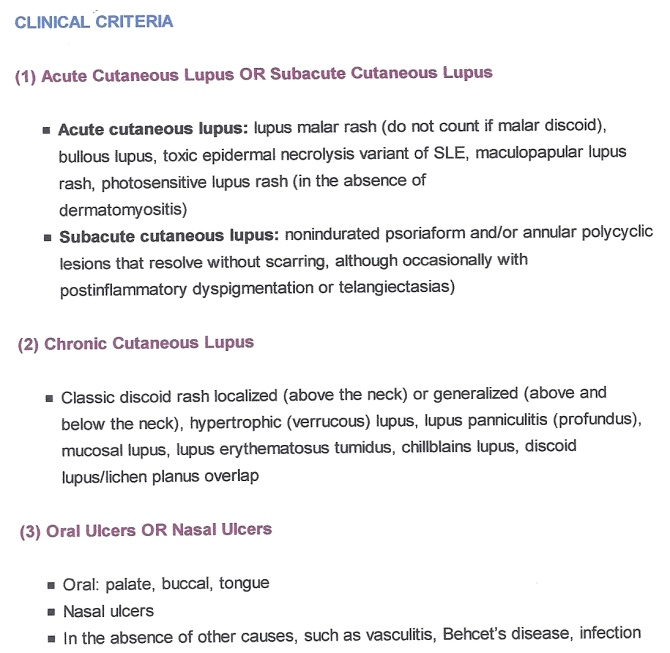 CLINICAL CRITERIA
(1) Acute Cutaneous Lupus OR Subacute Cutaneous Lupus
▪ Acute cutaneous lupus: lupus malar rash (do not count if malar discoid),
bullous lupus, toxic epidermal necrolysis variant of SLE, maculopapular lupus
rash, photosensitive lupus rash (in the absence of
dermatomyositis)
▪ Subacute cutaneous lupus: nonindurated psoriaform and/or annular polycyclic
lesions that resolve without scarring, although occasionally with
postinflammatory dyspigmentation or telangiectasias)
(2) Chronic Cutaneous Lupus
▪ Classic discoid rash localized (above the neck) or generalized (above and
below the neck), hypertrophic (verrucous) lupus, lupus panniculitis (profundus),
mucosal lupus, lupus erythematosus tumidus, chillblains lupus, discoid
lupus/lichen planus overlap
(3) Oral Ulcers OR Nasal Ulcers
▪ Oral: palate, buccal, tongue
▪ Nasal ulcers
▪ In the absence of other causes, such as vasculitis, Behcet's disease, infection